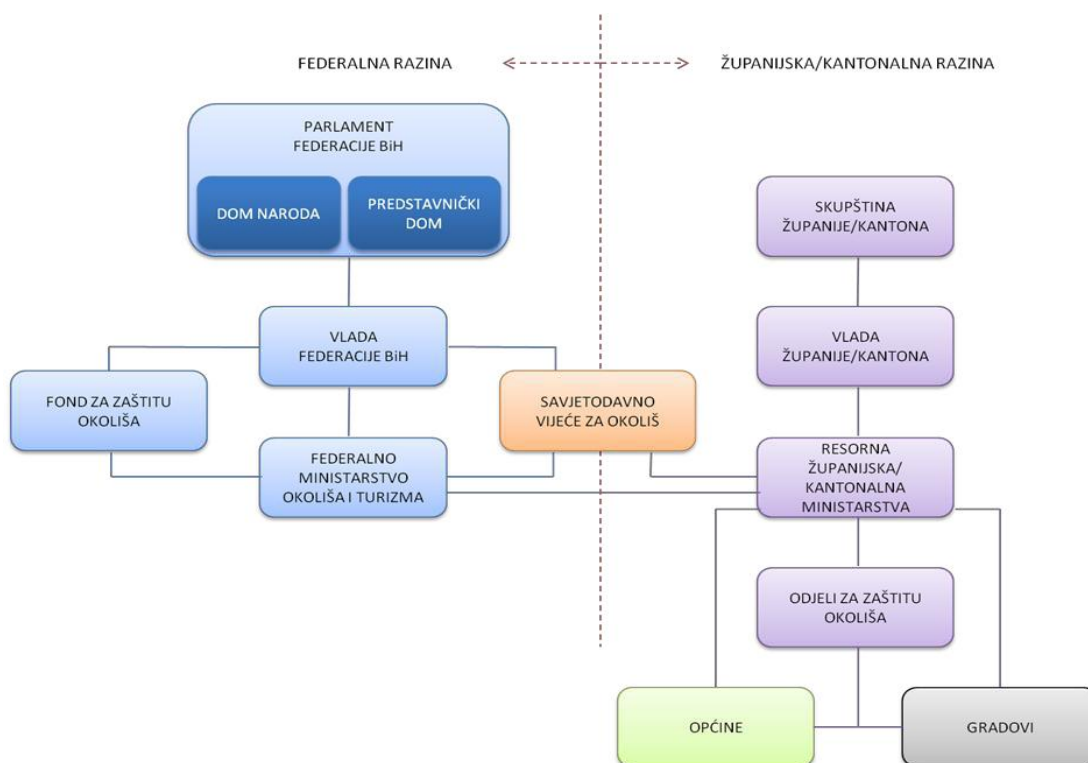 FEDERALNA RAZINA
ŽUPANIJSKA/KANTONALNA RAZINA
PARLAMENT
FEDERACIJE BiH
DOM NARODA
PREDSTAVNIČKI
DOM
SKUPŠTINA
ŽUPANIJE/KANTONA
VLADA
FEDERACIJE BiH
VLADA
ŽUPANIJE/KANTONA
FOND ZA ZAŠTITU
OKOLIŠA
SAVJETODAVNO
VIJEĆE ZA OKOLIŠ
FEDERALNO
MINISTARSTVO
OKOLIŠA I TURIZMA
RESORNA
ŽUPANIJSKA/
KANTONALNA
MINISTARSTVA
ODJELI ZA ZAŠTITU
OKOLIŠA
OPĆINE
GRADOVI